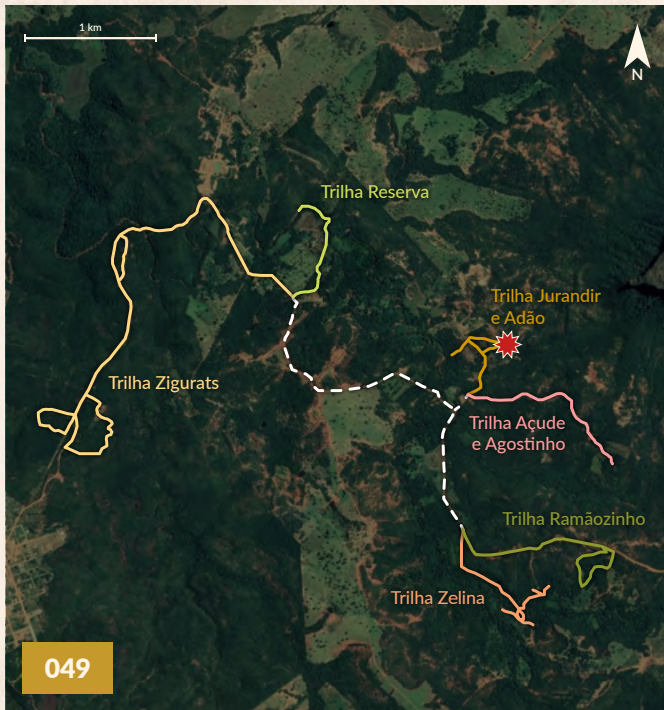 1 km
N
Trilha Reserva
Trilha Jurandir
e Adão
Trilha Zigurats
Trilha Açude
e Agostinho
Trilha Ramãozinho
Trilha Zelina
049